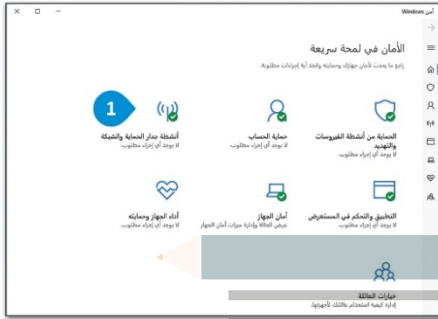 أمن Windows
الأمان في لمحة سريعة
راجع ما يحدث لأمان جهازك وحمايته واتخذ أية إجراءات مطلوبة.
1
الحماية من أنشطة الفيروسات والتهديد
لا يوجد أي إجراء مطلوب.
حماية الحساب
لا يوجد أي إجراء مطلوب.
أنشطة جدار الحماية والشبكة
لا يوجد أي إجراء مطلوب.
التطبيق والتحكم في المستعرض
لا يوجد أي إجراء مطلوب.
أمان الجهاز
عرض الحالة وإدارة ميزات أمان الجهاز
أداء الجهاز وحمايته
لا يوجد أي إجراء مطلوب.
خيارات العائلة
إدارة كيفية استخدام عائلتك لأجهزتها.